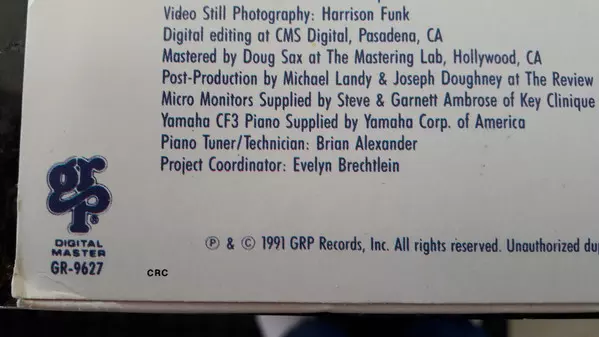 Video Still Photography: Harrison Funk
Digital editing at CMS Digital, Pasadena, CA
Mastered by Doug Sax at The Mastering Lab, Hollywood, CA
Post-Production by Michael Landy & Joseph Doughney at The Review
Micro Monitors Supplied by Steve & Garnett Ambrose of Key Clinique
Yamaha CF3 Piano Supplied by Yamaha Corp. of America
Piano Tuner/Technician: Brian Alexander
Project Coordinator: Evelyn Brechtlein
grp®
DIGITAL
MASTER
GR-9627
CRC
℗ & © 1991 GRP Records, Inc. All rights reserved. Unauthorized du